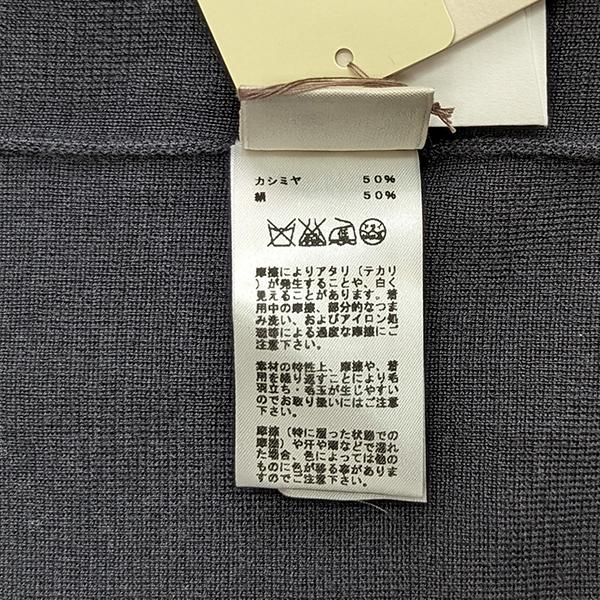 カシミヤ 50%
絹 50%
低
摩擦によりアタリ(テカリ
)が発生することや、白く
見えることがあります。着
用中の摩擦、部分的なつま
み洗い、およびアイロン処
理等による過度な摩擦にご
注意下さい。
素材の特性上、摩擦や、着
用を繰り返すことにより毛
羽立ち・毛玉が生じやすい
のでお取り扱いにはご注意
下さい。
摩擦(特に湿った状態での
摩擦)や汗や雨などで濡れ
た場合、色によっては他の
ものに色が移る事がありま
すのでご注意下さい。